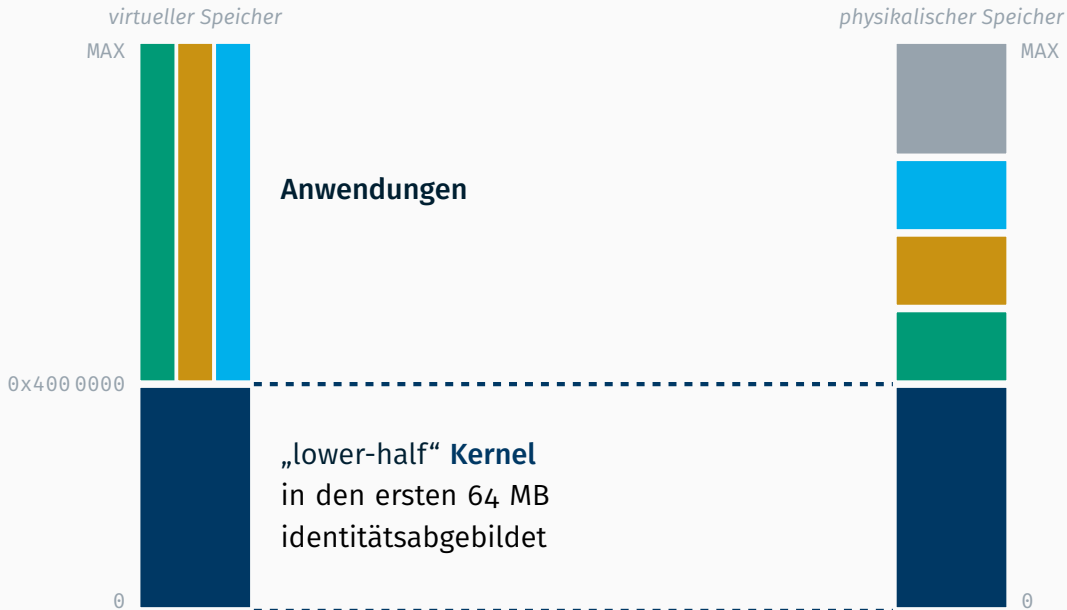 virtueller Speicher
physikalischer Speicher
MAX
MAX
Anwendungen
0x400 0000
„lower-half“ Kernel
in den ersten 64 MB
identitätsabgebildet
0
0